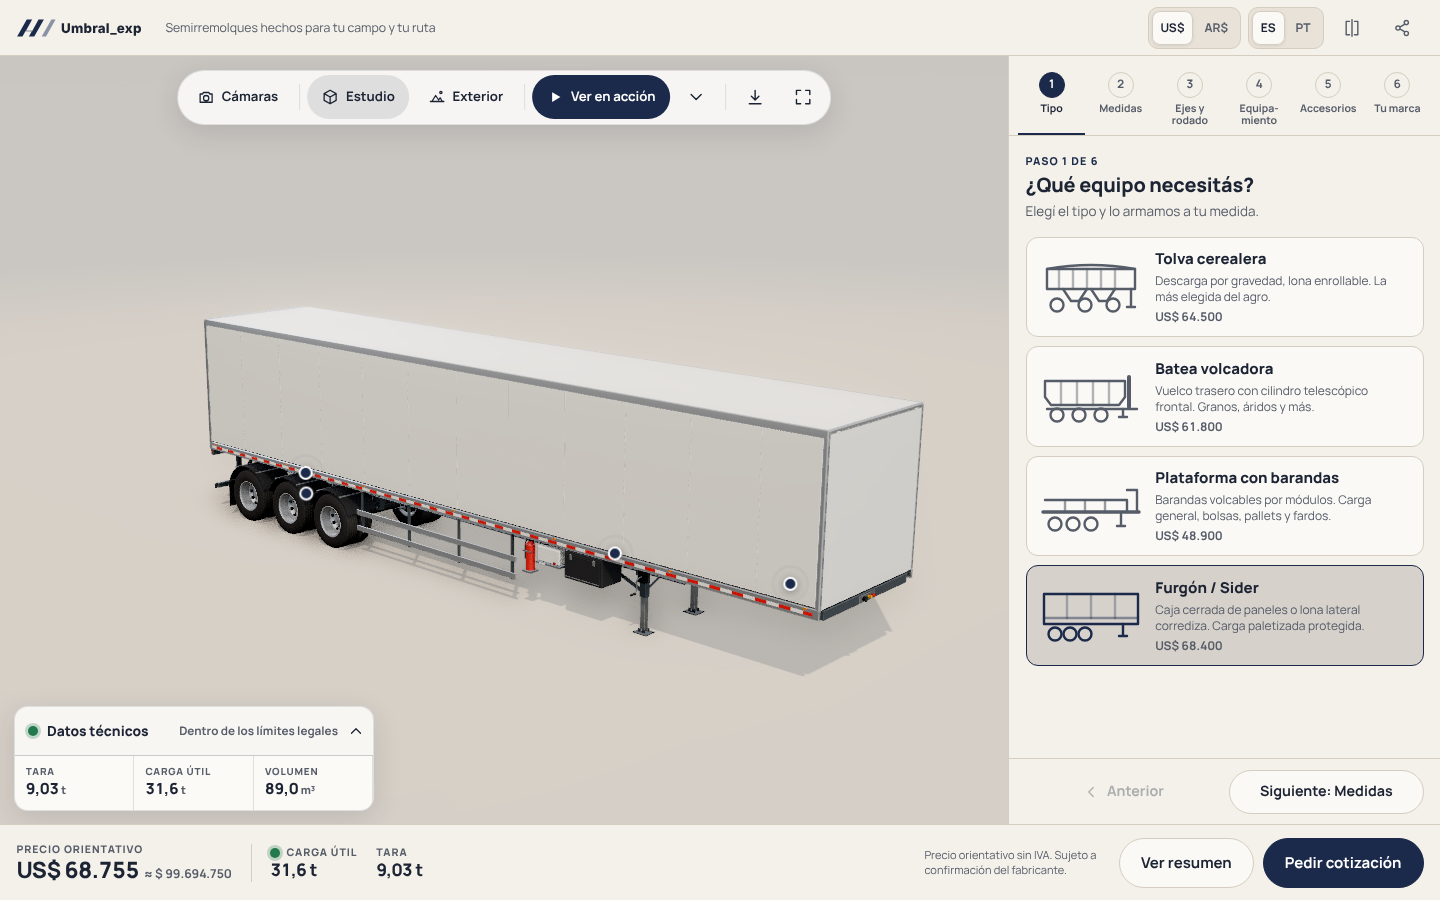 Umbral_exp
Semirremolques hechos para tu campo y tu ruta
US$ AR$
ES PT
Cámaras
Estudio
Exterior
Ver en acción
1 2 3 4 5 6
Tipo
Medidas
Ejes y
rodado
Equipa-
miento
Accesorios
Tu marca
PASO 1 DE 6
¿Qué equipo necesitás?
Elegí el tipo y lo armamos a tu medida.
Tolva cerealera
Descarga por gravedad, lona enrollable. La
más elegida del agro.
US$ 64.500
Batea volcadora
Vuelco trasero con cilindro telescópico
frontal. Granos, áridos y más.
US$ 61.800
Plataforma con barandas
Barandas volcables por módulos. Carga
general, bolsas, pallets y fardos.
US$ 48.900
Furgón / Sider
Caja cerrada de paneles o lona lateral
corrediza. Carga paletizada protegida.
US$ 68.400
Anterior
Siguiente: Medidas
Datos técnicos
Dentro de los límites legales
TARA
9,03 t
CARGA ÚTIL
31,6 t
VOLUMEN
89,0 m³
PRECIO ORIENTATIVO
US$ 68.755 ≈ $ 99.694.750
CARGA ÚTIL
31,6 t
TARA
9,03 t
Precio orientativo sin IVA. Sujeto a
confirmación del fabricante.
Ver resumen
Pedir cotización